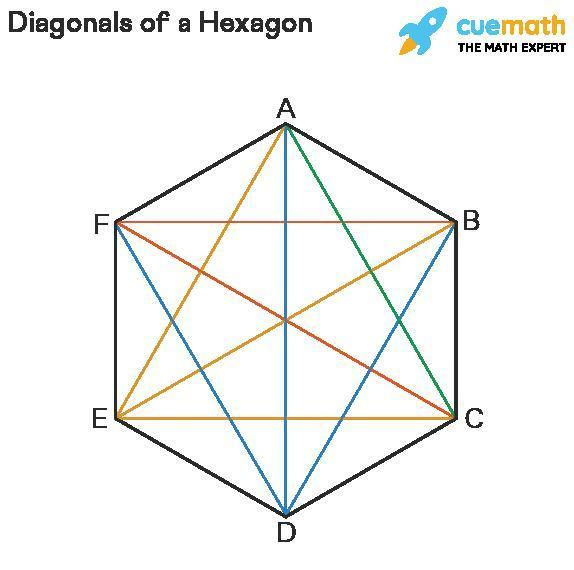 Diagonals of a Hexagon
cuemath
THE MATH EXPERT
A
F
B
E
C
D